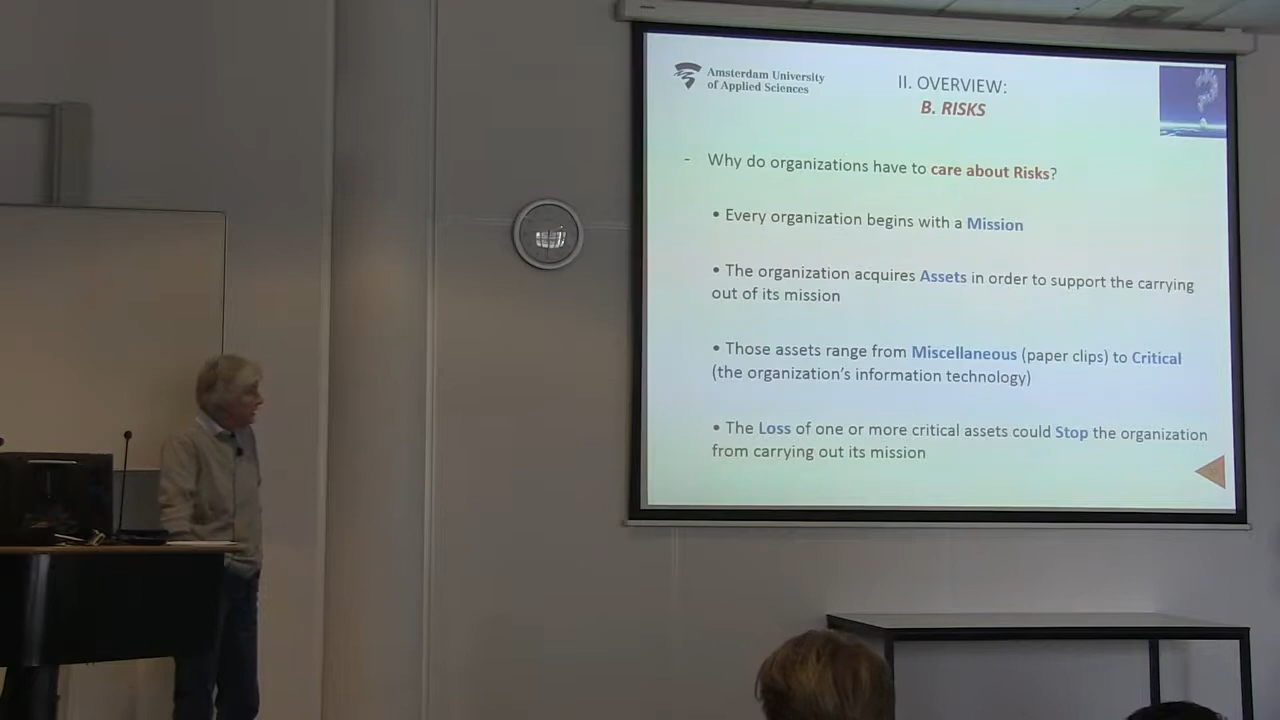 Amsterdam University
of Applied Sciences
II. OVERVIEW:
B. RISKS
- Why do organizations have to care about Risks?
• Every organization begins with a Mission
• The organization acquires Assets in order to support the carrying
out of its mission
• Those assets range from Miscellaneous (paper clips) to Critical
(the organization's information technology)
• The Loss of one or more critical assets could Stop the organization
from carrying out its mission